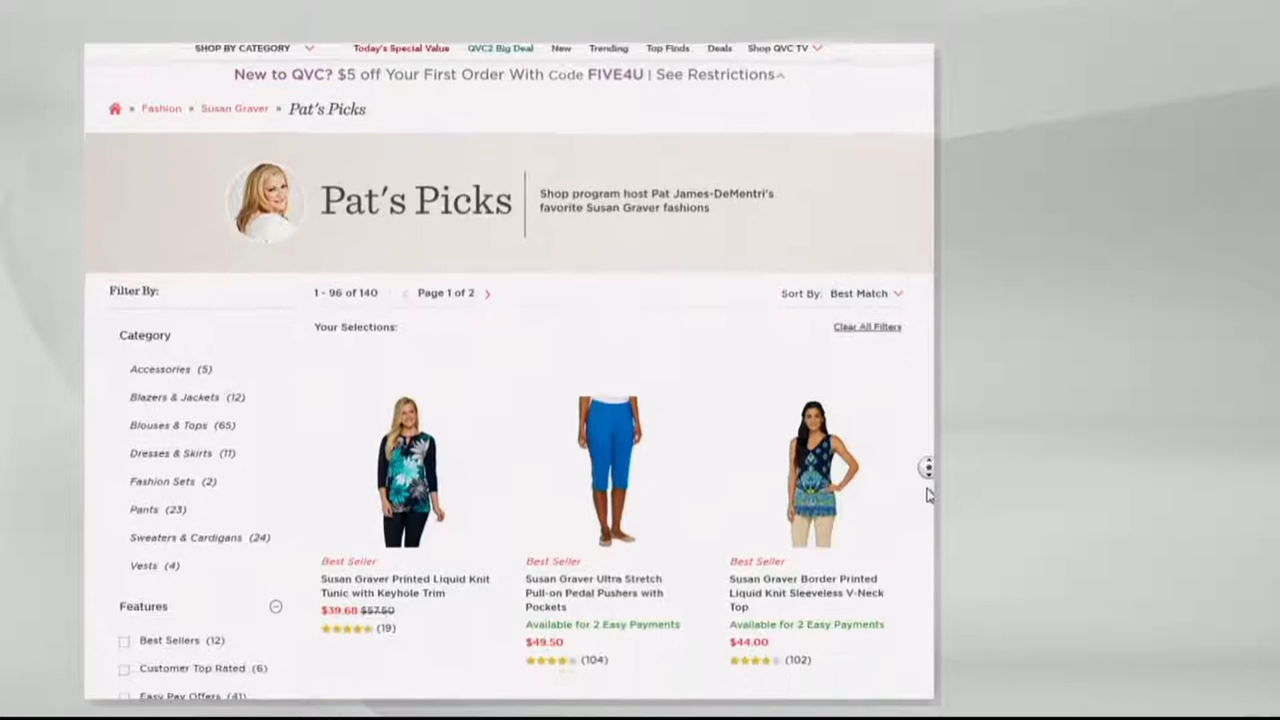 SHOP BY CATEGORY Today's Special Value QVC2 Big Deal New Trending Top Finds Deals Shop QVC TV
New to QVC? $5 off Your First Order With Code FIVE4U | See Restrictions
» Fashion » Susan Graver » Pat's Picks
Pat's Picks
Shop program host Pat James-DeMentri's
favorite Susan Graver fashions
Filter By:
1 - 96 of 140 Page 1 of 2
Sort By: Best Match
Your Selections:
Clear All Filters
Category
Accessories (5)
Blazers & Jackets (12)
Blouses & Tops (65)
Dresses & Skirts (11)
Fashion Sets (2)
Pants (23)
Sweaters & Cardigans (24)
Vests (4)
Features
Best Sellers (12)
Customer Top Rated (6)
Easy Pay Offers (41)
Best Seller
Susan Graver Printed Liquid Knit
Tunic with Keyhole Trim
$39.68 $57.50
(19)
Best Seller
Susan Graver Ultra Stretch
Pull-on Pedal Pushers with
Pockets
Available for 2 Easy Payments
$49.50
(104)
Best Seller
Susan Graver Border Printed
Liquid Knit Sleeveless V-Neck
Top
Available for 2 Easy Payments
$44.00
(102)